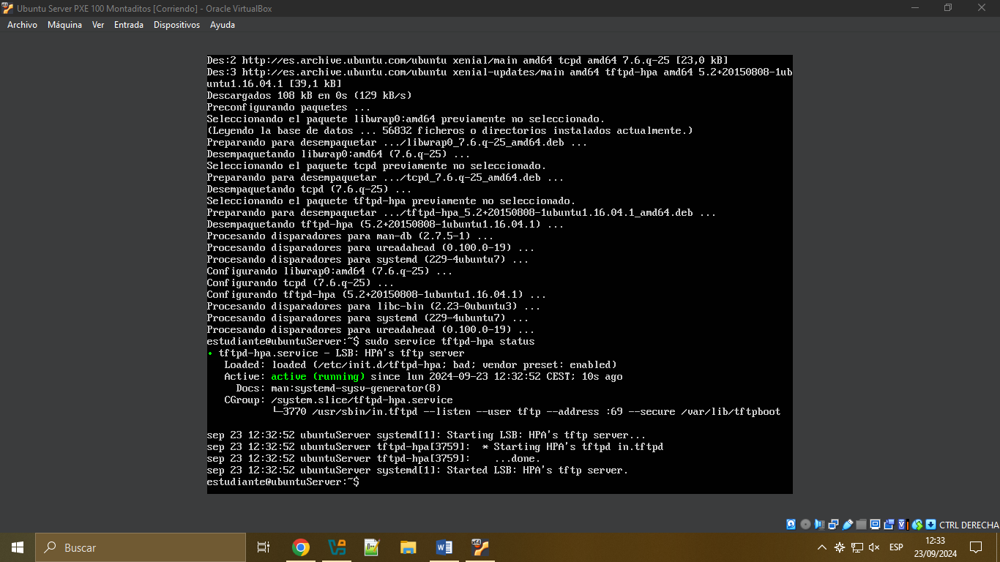 Ubuntu Server PXE 100 Montaditos [Corriendo] - Oracle VirtualBox
Archivo Máquina Ver Entrada Dispositivos Ayuda
Des:2 http://es.archive.ubuntu.com/ubuntu xenial/main amd64 tcpd amd64 7.6.q-25 [23,0 kB]
Des:3 http://es.archive.ubuntu.com/ubuntu xenial-updates/main amd64 tftpd-hpa amd64 5.2+20150808-1ub
untu1.16.04.1 [39,1 kB]
Descargados 108 kB en 0s (129 kB/s)
Preconfigurando paquetes ...
Seleccionando el paquete libwrap0:amd64 previamente no seleccionado.
(Leyendo la base de datos ... 56832 ficheros o directorios instalados actualmente.)
Preparando para desempaquetar .../libwrap0_7.6.q-25_amd64.deb ...
Desempaquetando libwrap0:amd64 (7.6.q-25) ...
Seleccionando el paquete tcpd previamente no seleccionado.
Preparando para desempaquetar .../tcpd_7.6.q-25_amd64.deb ...
Desempaquetando tcpd (7.6.q-25) ...
Seleccionando el paquete tftpd-hpa previamente no seleccionado.
Preparando para desempaquetar .../tftpd-hpa_5.2+20150808-1ubuntu1.16.04.1_amd64.deb ...
Desempaquetando tftpd-hpa (5.2+20150808-1ubuntu1.16.04.1) ...
Procesando disparadores para man-db (2.7.5-1) ...
Procesando disparadores para ureadahead (0.100.0-19) ...
Procesando disparadores para systemd (229-4ubuntu7) ...
Configurando libwrap0:amd64 (7.6.q-25) ...
Configurando tcpd (7.6.q-25) ...
Configurando tftpd-hpa (5.2+20150808-1ubuntu1.16.04.1) ...
Procesando disparadores para libc-bin (2.23-0ubuntu3) ...
Procesando disparadores para systemd (229-4ubuntu7) ...
Procesando disparadores para ureadahead (0.100.0-19) ...
estudiante@ubuntuServer:~$ sudo service tftpd-hpa status
● tftpd-hpa.service - LSB: HPA's tftp server
Loaded: loaded (/etc/init.d/tftpd-hpa; bad; vendor preset: enabled)
Active: active (running) since lun 2024-09-23 12:32:52 CEST; 10s ago
Docs: man:systemd-sysv-generator(8)
CGroup: /system.slice/tftpd-hpa.service
└─3770 /usr/sbin/in.tftpd --listen --user tftp --address :69 --secure /var/lib/tftpboot
sep 23 12:32:52 ubuntuServer systemd[1]: Starting LSB: HPA's tftp server...
sep 23 12:32:52 ubuntuServer tftpd-hpa[3759]:  * Starting HPA's tftpd in.tftpd
sep 23 12:32:52 ubuntuServer tftpd-hpa[3759]:    ...done.
sep 23 12:32:52 ubuntuServer systemd[1]: Started LSB: HPA's tftp server.
estudiante@ubuntuServer:~$
CTRL DERECHA
Buscar
ESP
12:33
23/09/2024